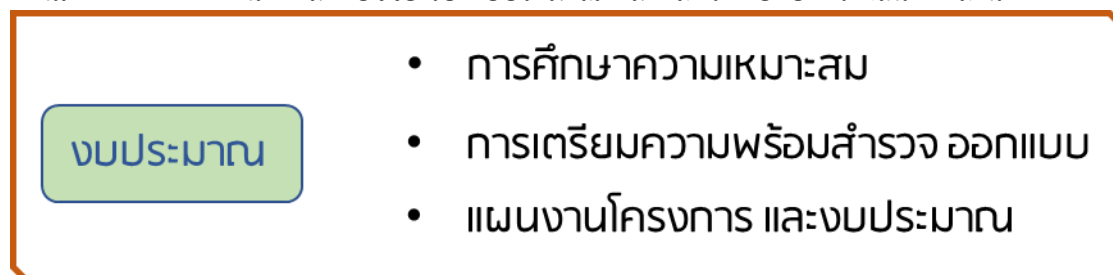 งบประมาณ
• การศึกษาความเหมาะสม
• การเตรียมความพร้อมสำรวจ ออกแบบ
• แผนงานโครงการ และงบประมาณ